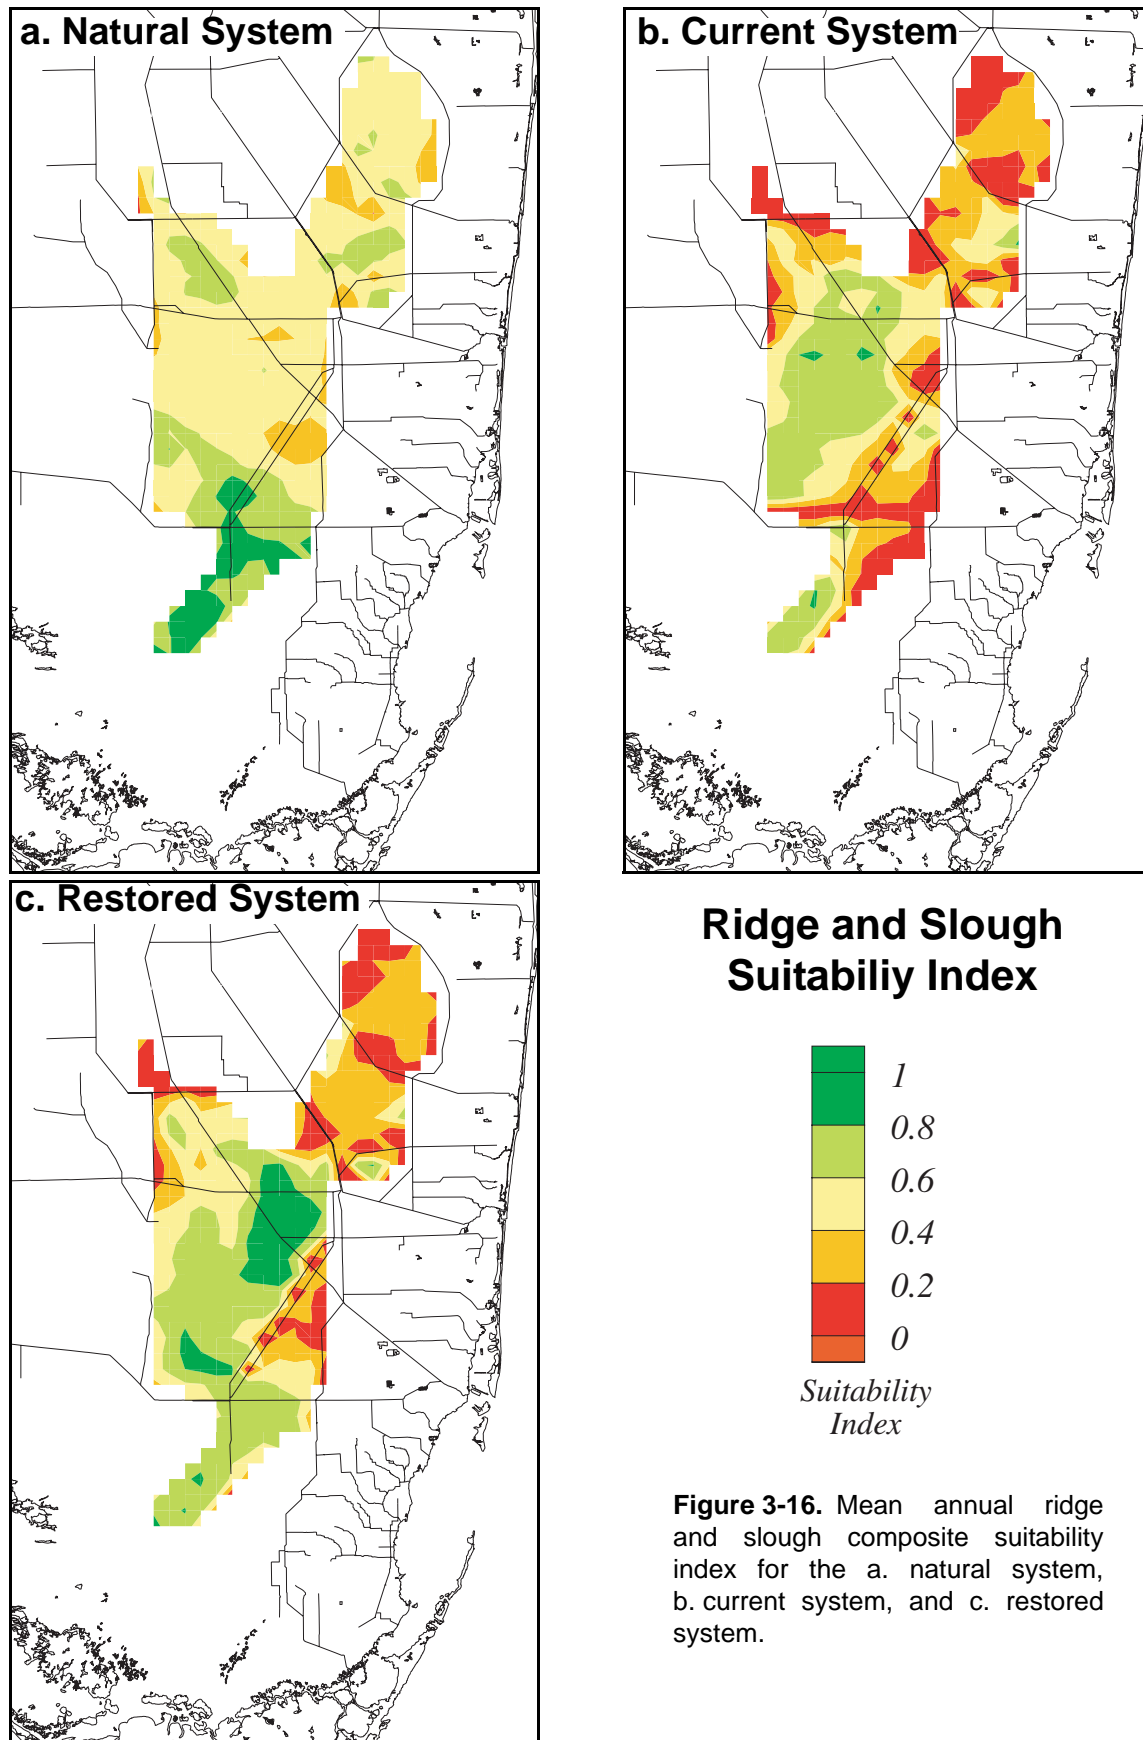 a. Natural System
b. Current System
c. Restored System
Ridge and Slough
Suitabiliy Index
1
0.8
0.6
0.4
0.2
0
Suitability
Index
Figure 3-16. Mean annual ridge
and slough composite suitability
index for the a. natural system,
b. current system, and c. restored
system.